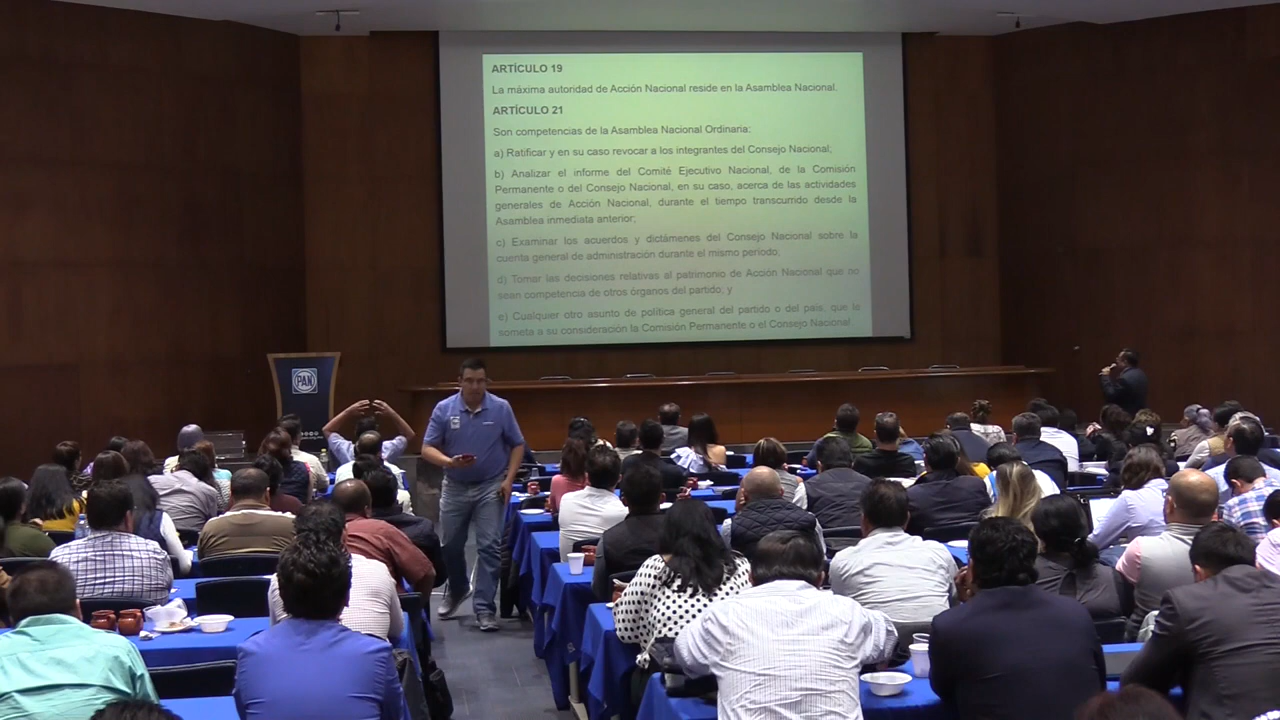 ARTÍCULO 19
La máxima autoridad de Acción Nacional reside en la Asamblea Nacional.
ARTÍCULO 21
Son competencias de la Asamblea Nacional Ordinaria:
a) Ratificar y en su caso revocar a los integrantes del Consejo Nacional;
b) Analizar el informe del Comité Ejecutivo Nacional, de la Comisión
Permanente o del Consejo Nacional, en su caso, acerca de las actividades
generales de Acción Nacional, durante el tiempo transcurrido desde la
Asamblea inmediata anterior;
c) Examinar los acuerdos y dictámenes del Consejo Nacional sobre la
cuenta general de administración durante el mismo período;
d) Tomar las decisiones relativas al patrimonio de Acción Nacional que no
sean competencia de otros órganos del partido; y
e) Cualquier otro asunto de política general del partido o del país, que le
someta a su consideración la Comisión Permanente o el Consejo Nacional
PAN